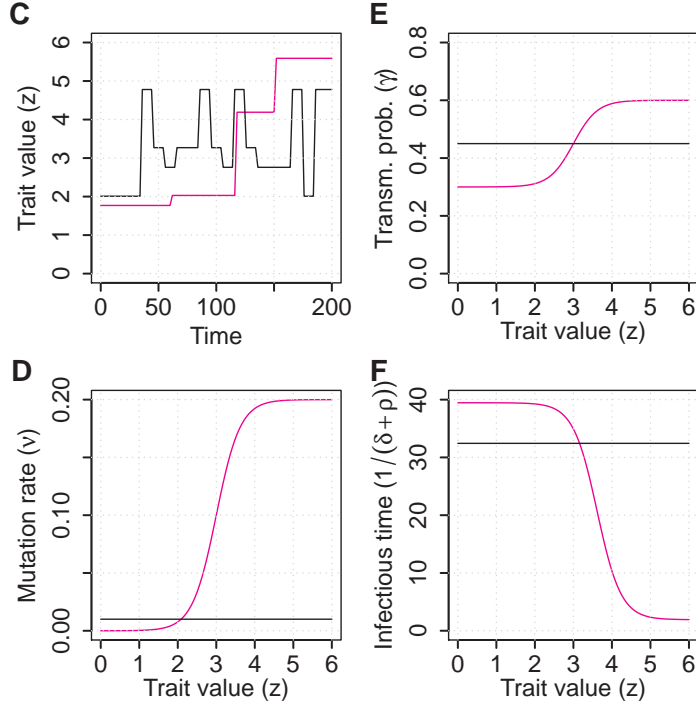 C
Trait value (z)
6
5
4
3
2
1
0
0 50 100 200
Time
E
Transm. prob. (γ)
0.8
0.6
0.4
0.2
0.0
0 1 2 3 4 5 6
Trait value (z)
D
Mutation rate (ν)
0.20
0.10
0.00
0 1 2 3 4 5 6
Trait value (z)
F
Infectious time (1/(δ+ρ))
40
30
20
10
0
0 1 2 3 4 5 6
Trait value (z)